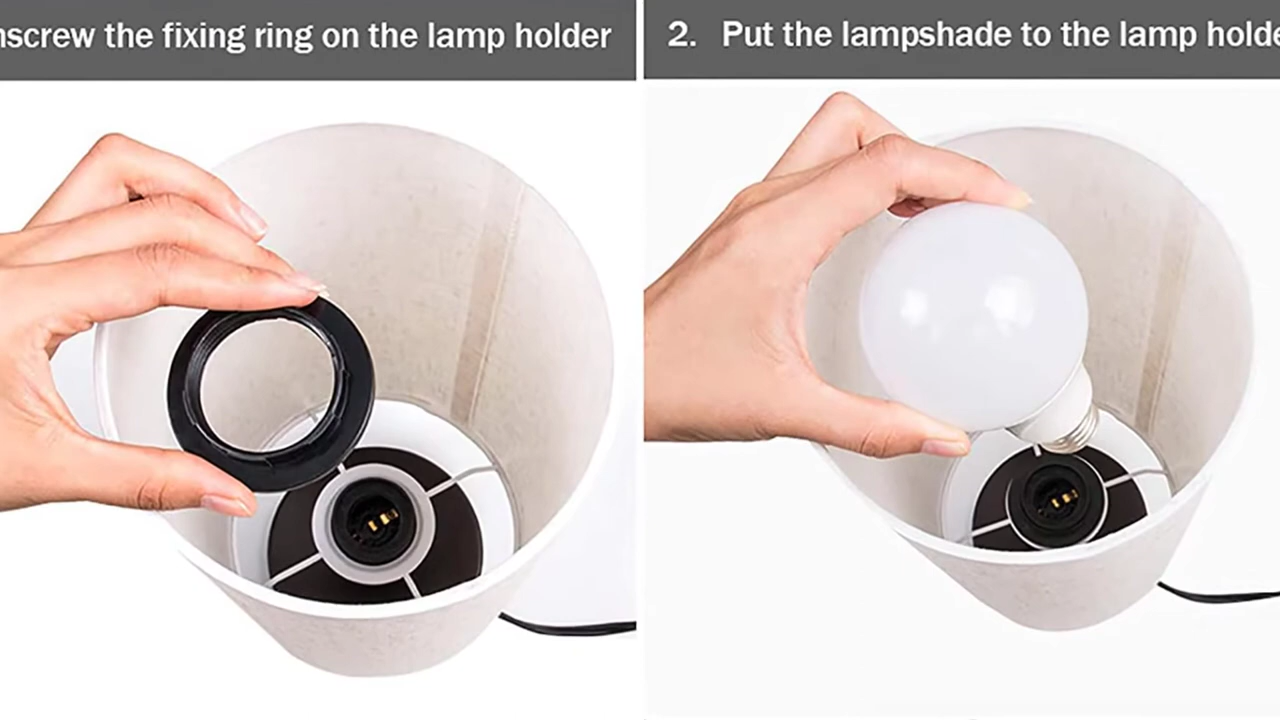 nscrew the fixing ring on the lamp holder
2. Put the lampshade to the lamp holde